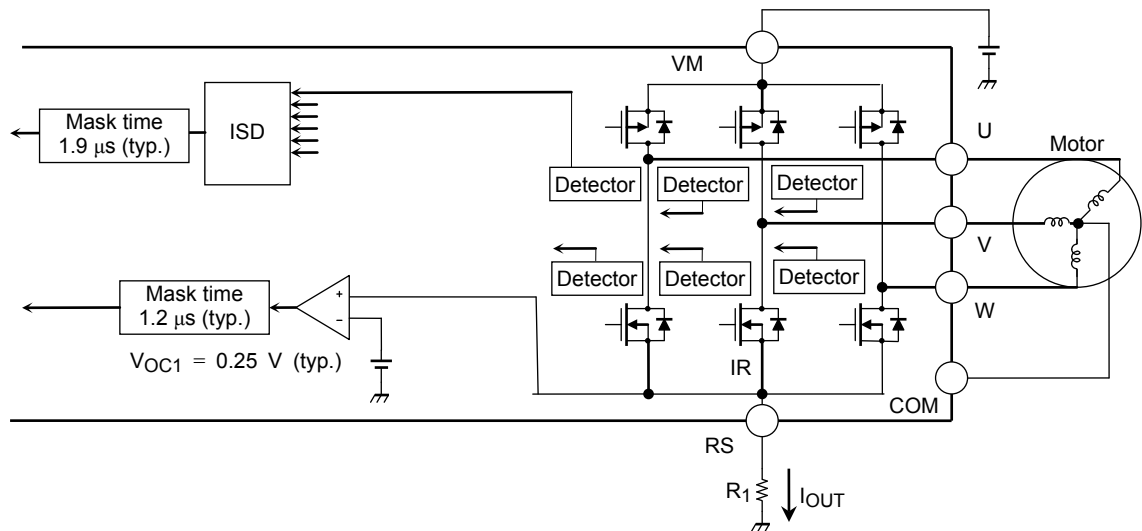 VM
Mask time
1.9 μs (typ.)
ISD
U
Motor
Detector
Detector
Detector
V
Detector
Detector
Detector
W
Mask time
1.2 μs (typ.)
+
−
VOC1 = 0.25 V (typ.)
IR
COM
RS
R1
IOUT